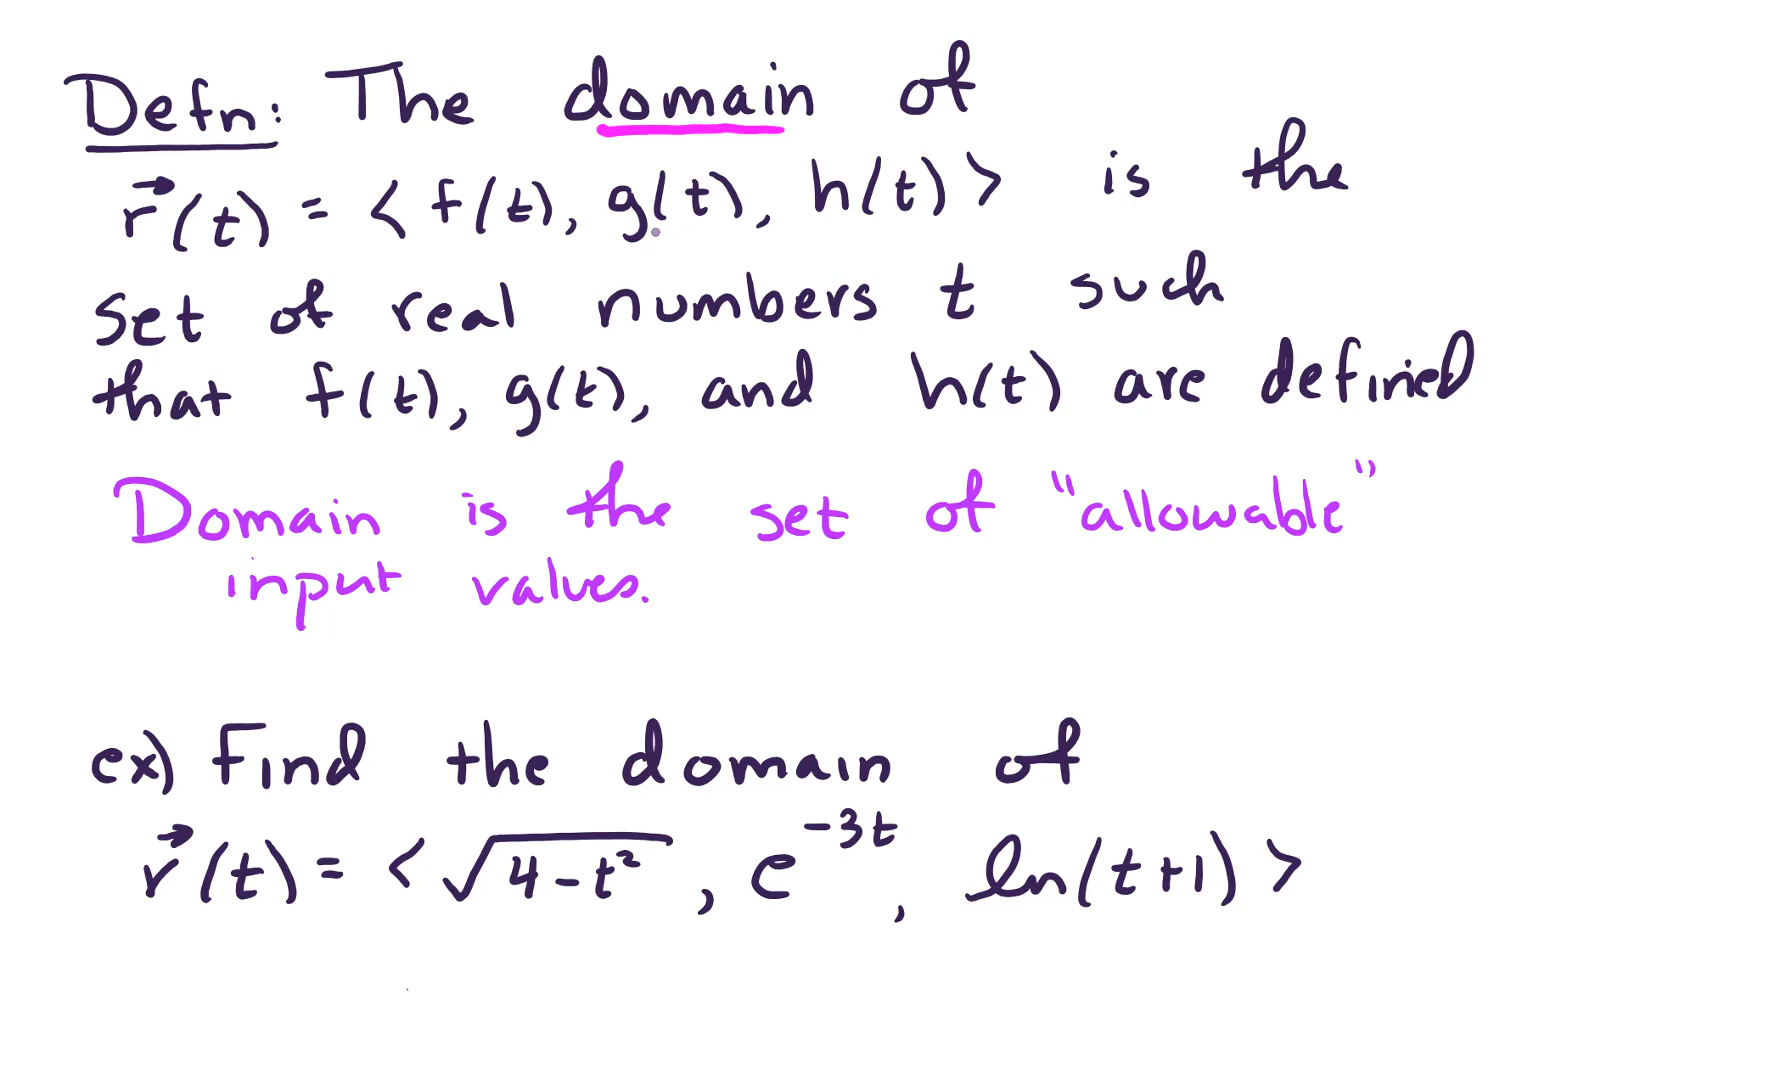 Defn: The domain of
r⃗(t) = < f(t), g(t), h(t) > is the
set of real numbers t such
that f(t), g(t), and h(t) are defined
Domain is the set of "allowable"
input values.
ex) Find the domain of
r⃗(t) = < √(4-t²), e^(-3t), ln(t+1) >